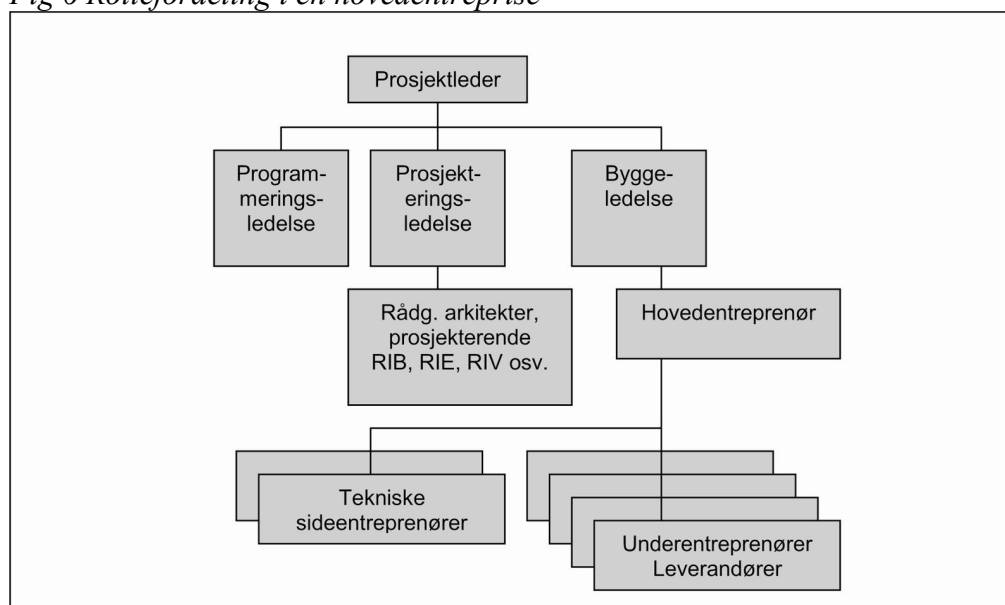 Fig 6 Rollefordeling i en hovedentreprise
Prosjektleder
Program-
merings-
ledelse
Prosjekt-
erings-
ledelse
Bygge-
ledelse
Rådg. arkitekter,
prosjekterende
RIB, RIE, RIV osv.
Hovedentreprenør
Tekniske
sideentreprenører
Underentreprenører
Leverandører